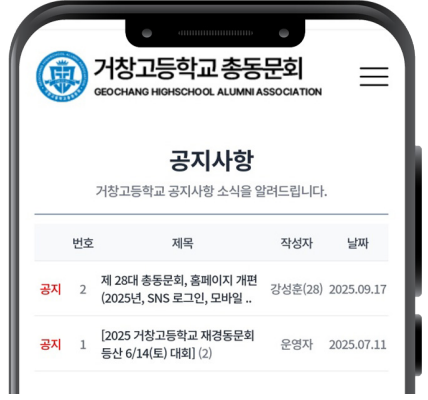 거창고등학교 총동문회
GEOCHANG HIGHSCHOOL ALUMNI ASSOCIATION
공지사항
거창고등학교 공지사항 소식을 알려드립니다.
번호 제목 작성자 날짜
공지 2 제 28대 총동문회, 홈페이지 개편 강성훈(28) 2025.09.17
(2025년, SNS 로그인, 모바일 ..
공지 1 [2025 거창고등학교 재경동문회 운영자 2025.07.11
등산 6/14(토) 대회] (2)